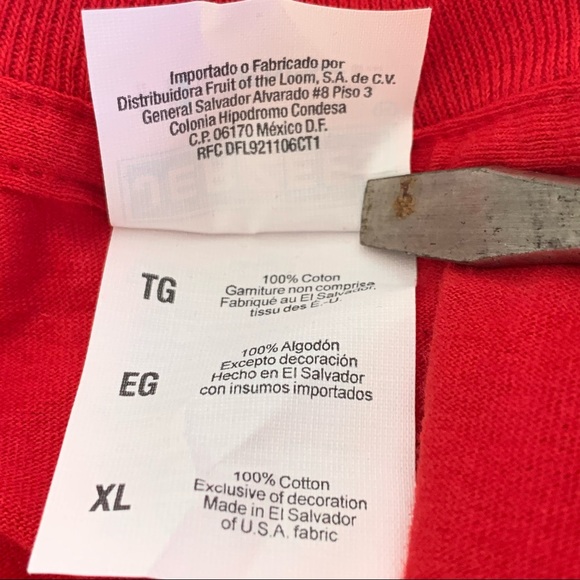 Importado o Fabricado por
Distribuidora Fruit of the Loom, S.A. de C.V.
General Salvador Alvarado #8 Piso 3
Colonia Hipodromo Condesa
C.P. 06170 México D.F.
RFC DFL921106CT1
TG
100% Coton
Garniture non comprise.
Fabriqué au El Salvador,
tissu des É.-U.
EG
100% Algodón
Excepto decoración
Hecho en El Salvador
con insumos importados
XL
100% Cotton
Exclusive of decoration
Made in El Salvador
of U.S.A. fabric